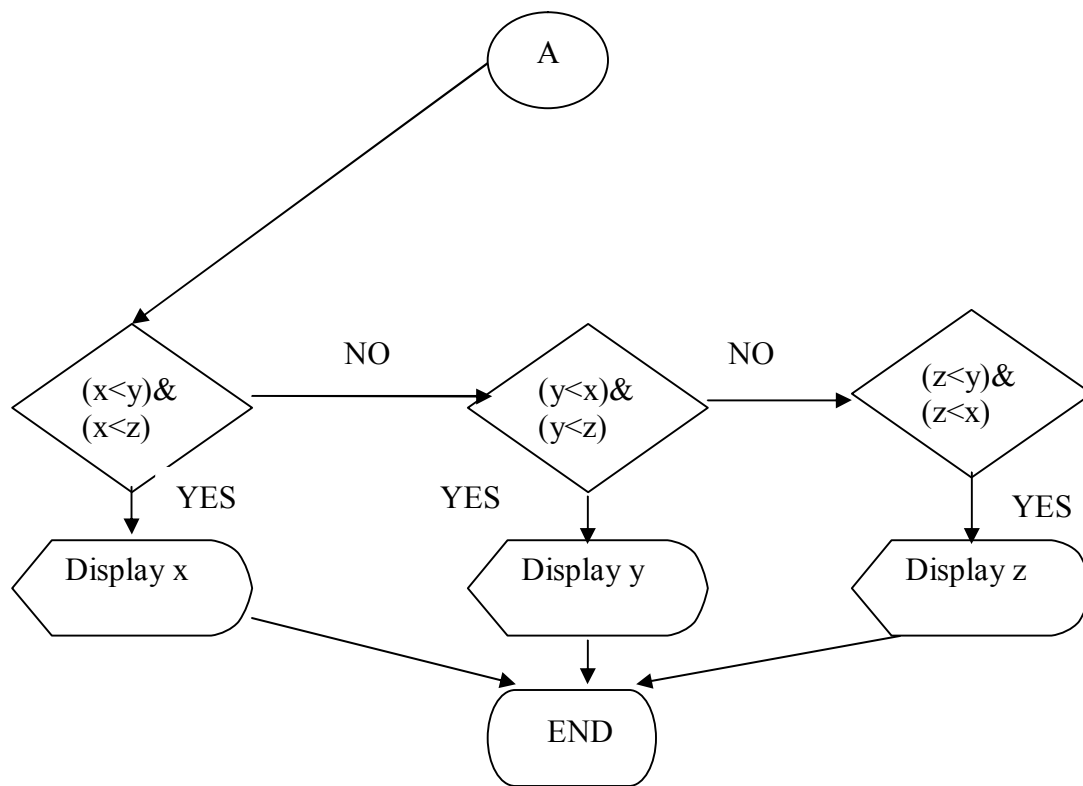 A
NO
NO
(x<y)&
(x<z)
(y<x)&
(y<z)
(z<y)&
(z<x)
YES
YES
YES
Display x
Display y
Display z
END